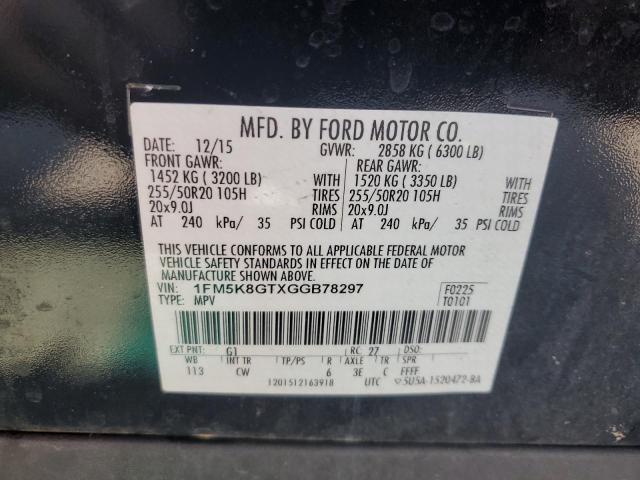 MFD. BY FORD MOTOR CO.
DATE: 12/15 GVWR: 2858 KG ( 6300 LB)
FRONT GAWR: REAR GAWR:
1452 KG ( 3200 LB) WITH 1520 KG ( 3350 LB) WITH
255/50R20 105H TIRES 255/50R20 105H TIRES
20x9.0J RIMS 20x9.0J RIMS
AT 240 kPa/ 35 PSI COLD AT 240 kPa/ 35 PSI COLD
THIS VEHICLE CONFORMS TO ALL APPLICABLE FEDERAL MOTOR
VEHICLE SAFETY STANDARDS IN EFFECT ON THE DATE OF
MANUFACTURE SHOWN ABOVE.
VIN: 1FM5K8GTXGGB78297 F0225
TYPE: MPV T0101
EXT PNT: G1 RC: 27 DSO:
WB INT TR TP/PS R AXLE TR SPR
113 CW 6 3E C FFFF
1201512163918 UTC 5U5A-1520472-BA